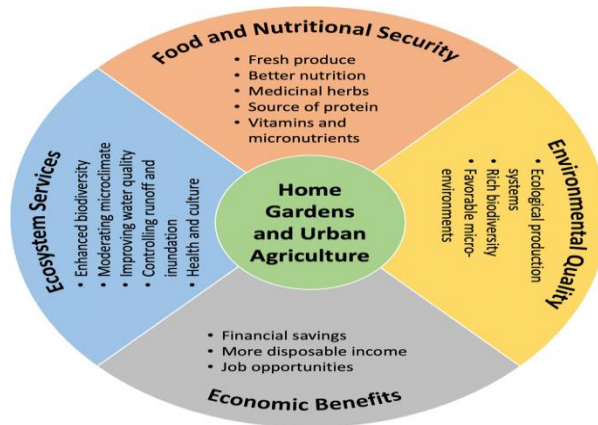 Food and Nutritional Security
• Fresh produce
• Better nutrition
• Medicinal herbs
• Source of protein
• Vitamins and
micronutrients
Ecosystem Services
• Enhanced biodiversity
• Moderating microclimate
• Improving water quality
• Controlling runoff and
inundation
• Health and culture
Home
Gardens
and Urban
Agriculture
Environmental Quality
• Ecological production
systems
• Rich biodiversity
• Favorable micro-
environments
• Financial savings
• More disposable income
• Job opportunities
Economic Benefits